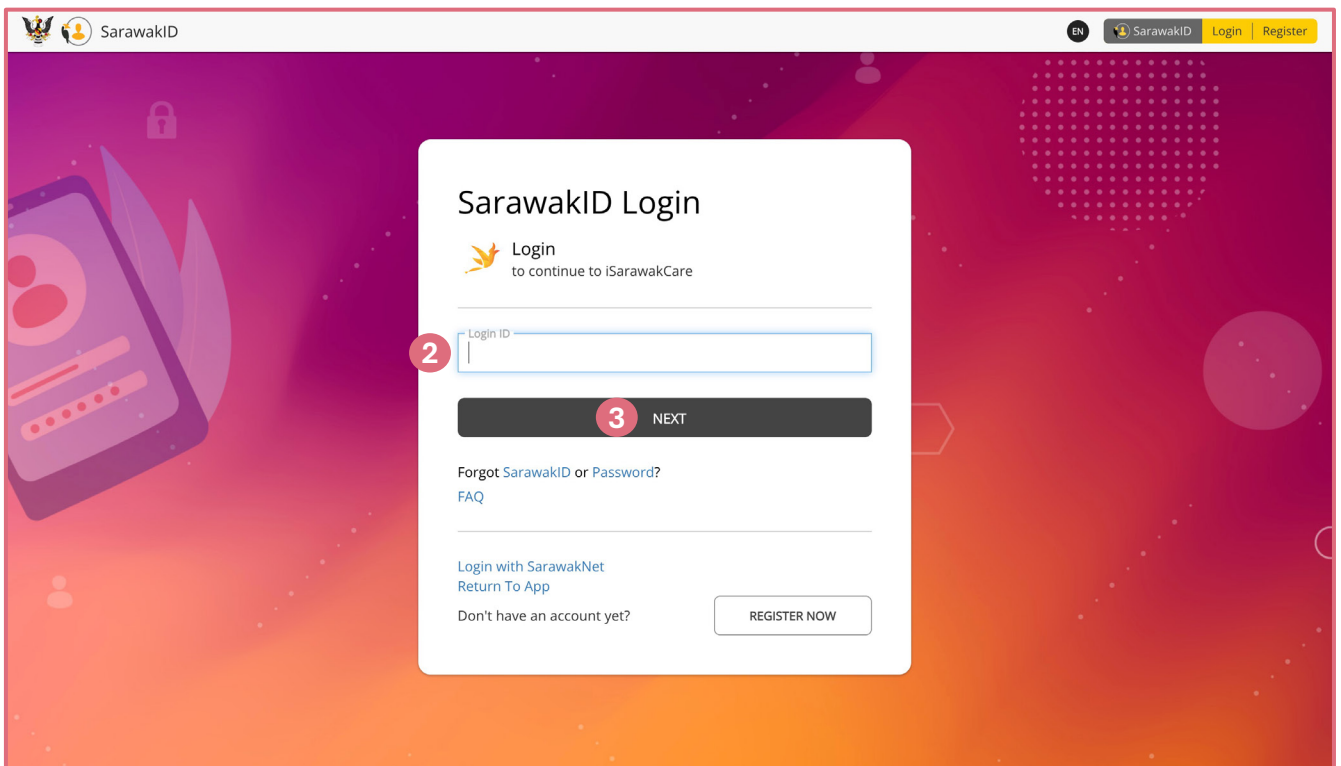 SarawakID
EN
SarawakID Login Register
SarawakID Login
Login
to continue to iSarawakCare
Login ID
2
3 NEXT
Forgot SarawakID or Password?
FAQ
Login with SarawakNet
Return To App
Don't have an account yet? REGISTER NOW